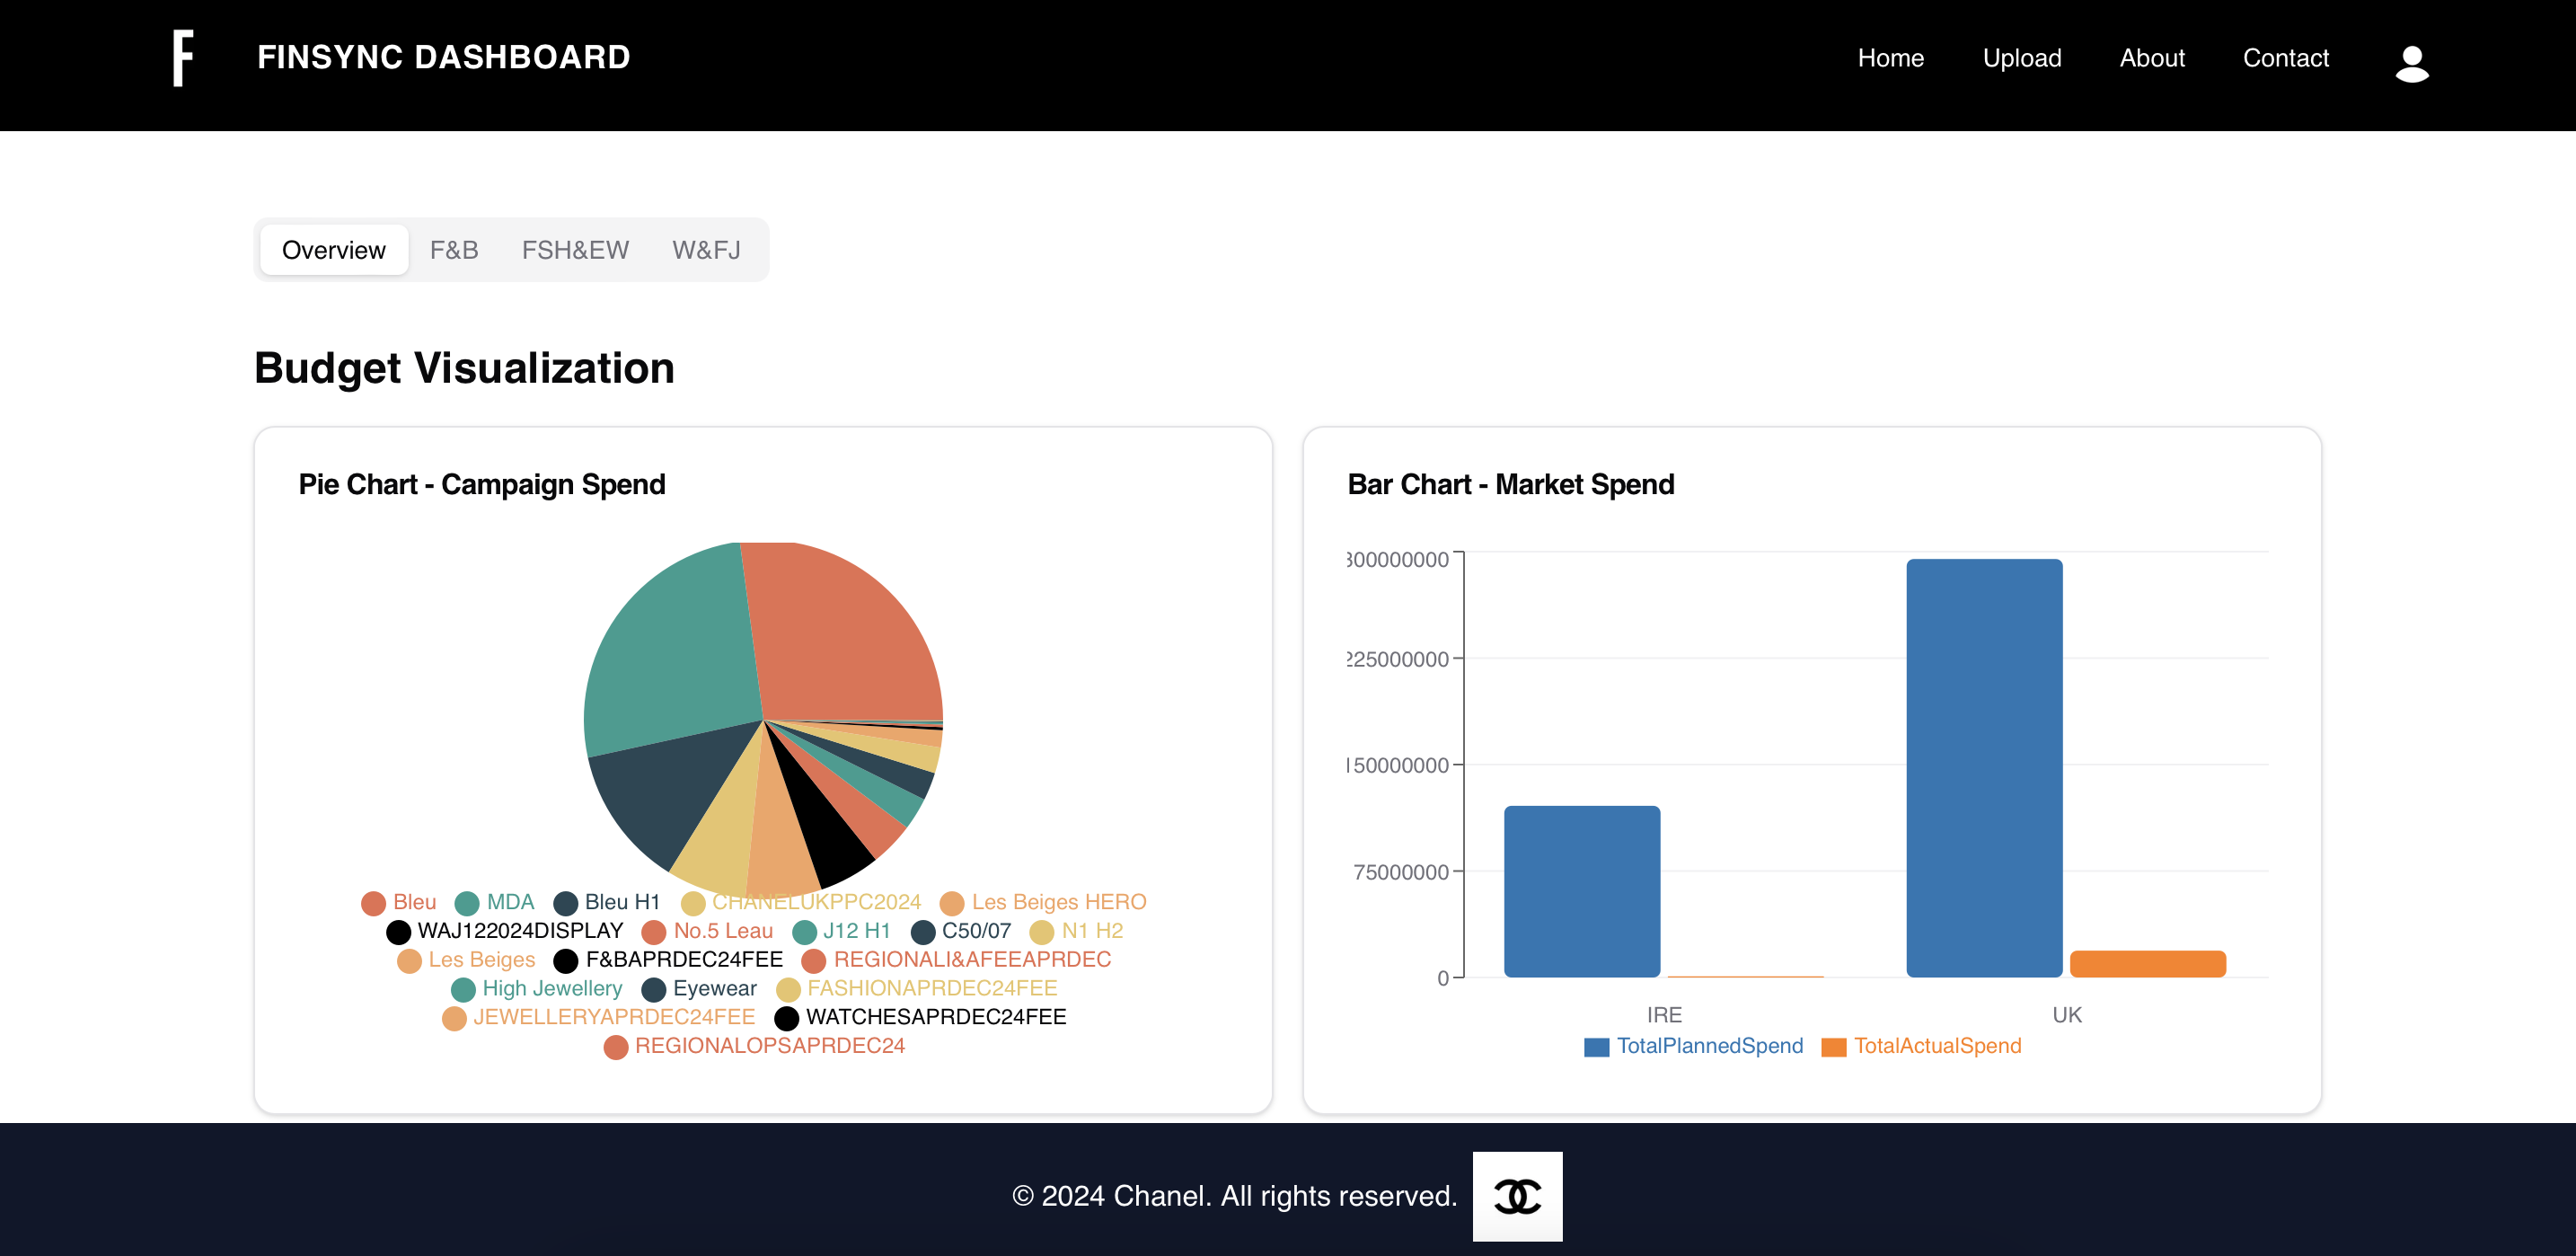 F FINSYNC DASHBOARD Home Upload About Contact
Overview F&B FSH&EW W&FJ
Budget Visualization
Pie Chart - Campaign Spend
Bleu MDA Bleu H1 CHANELUKPPC2024 Les Beiges HERO
WAJ122024DISPLAY No.5 Leau J12 H1 C50/07 N1 H2
Les Beiges F&BAPRDEC24FEE REGIONALI&AFEEAPRDEC
High Jewellery Eyewear FASHIONAPRDEC24FEE
JEWELLERYAPRDEC24FEE WATCHESAPRDEC24FEE
REGIONALOPSAPRDEC24
Bar Chart - Market Spend
300000000
225000000
150000000
75000000
0
IRE UK
TotalPlannedSpend TotalActualSpend
© 2024 Chanel. All rights reserved.